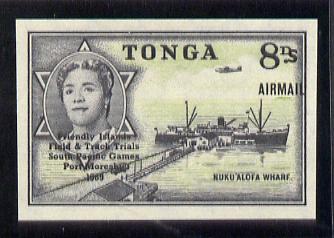 TONGA
8D.S
AIRMAIL
Friendly Islands
Field & Track Trials
South Pacific Games
Port Moresby
1969
NUKU'ALOFA WHARF.